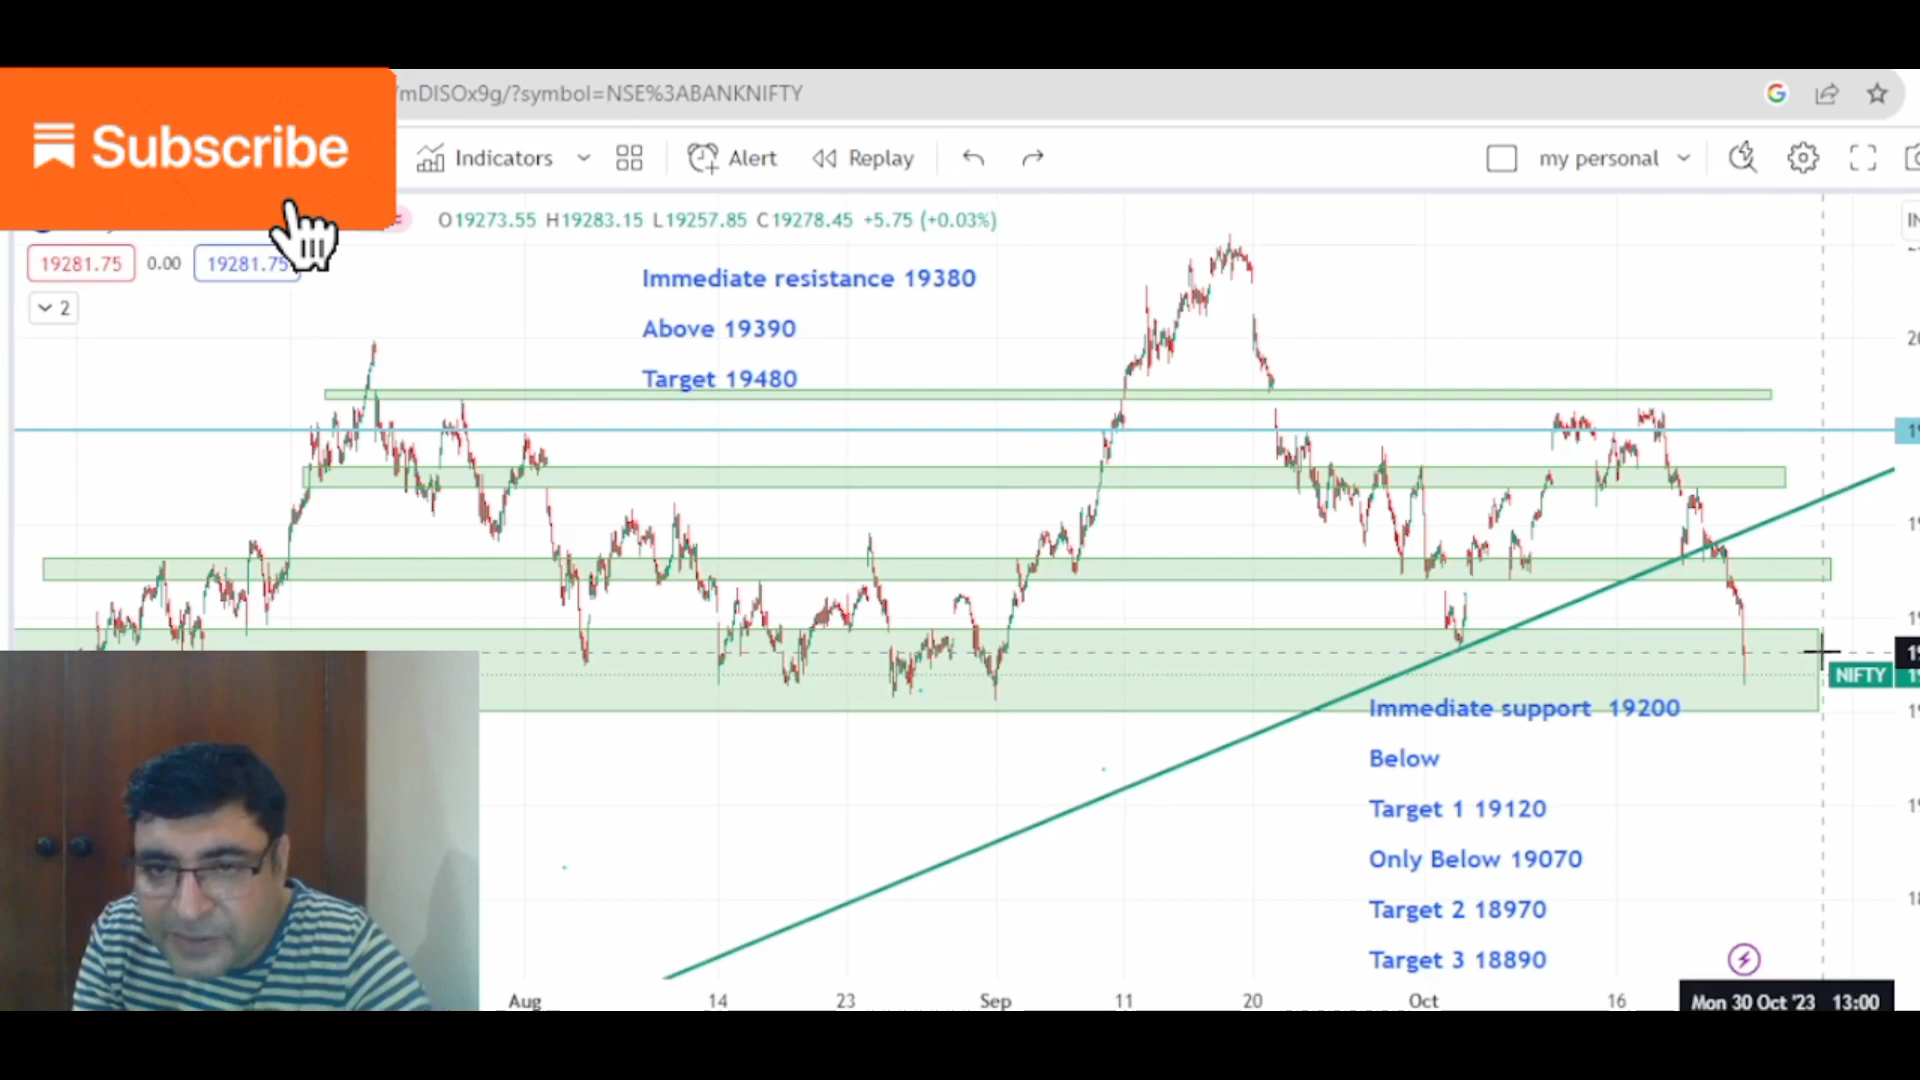 mDISOx9g/?symbol=NSE%3ABANKNIFTY
Subscribe
Indicators
Alert
Replay
my personal
O19273.55 H19283.15 L19257.85 C19278.45 +5.75 (+0.03%)
19281.75 0.00 19281.75
2
Immediate resistance 19380
Above 19390
Target 19480
NIFTY
Immediate support 19200
Below
Target 1 19120
Only Below 19070
Target 2 18970
Target 3 18890
Aug 14 23 Sep 11 20 Oct 16 Mon 30 Oct '23 13:00